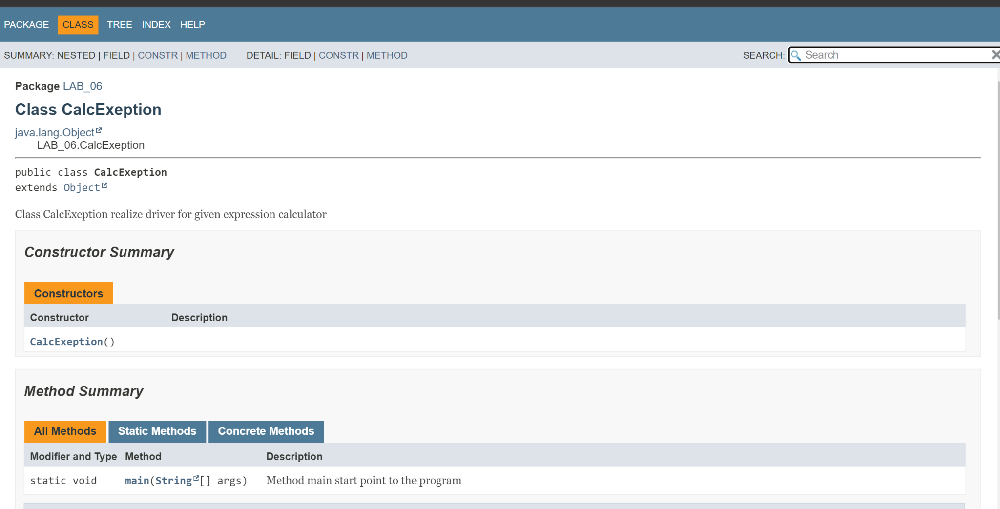 PACKAGE CLASS TREE INDEX HELP
SUMMARY: NESTED | FIELD | CONSTR | METHOD DETAIL: FIELD | CONSTR | METHOD SEARCH: Search
Package LAB_06
Class CalcExeption
java.lang.Object
LAB_06.CalcExeption
public class CalcExeption
extends Object
Class CalcExeption realize driver for given expression calculator
Constructor Summary
Constructors
Constructor Description
CalcExeption()
Method Summary
All Methods Static Methods Concrete Methods
Modifier and Type Method Description
static void main(String[] args) Method main start point to the program